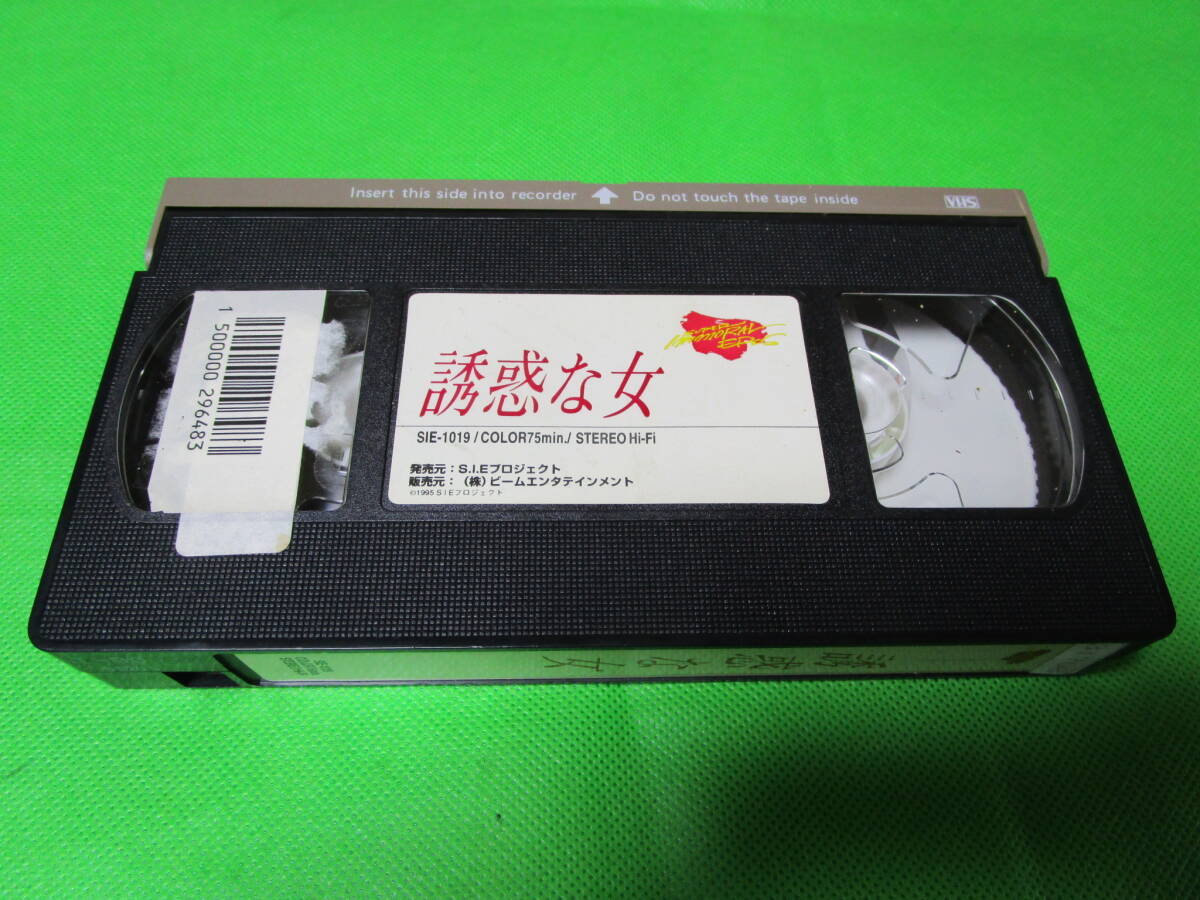 Insert this side into recorder Do not touch the tape inside VHS
1 500000 296483
誘惑な女
SIE-1019 / COLOR75min./ STEREO Hi-Fi
発売元：S.I.Eプロジェクト
販売元：（株）ビームエンタテインメント
©1995 S I Eプロジェクト
誘惑な女